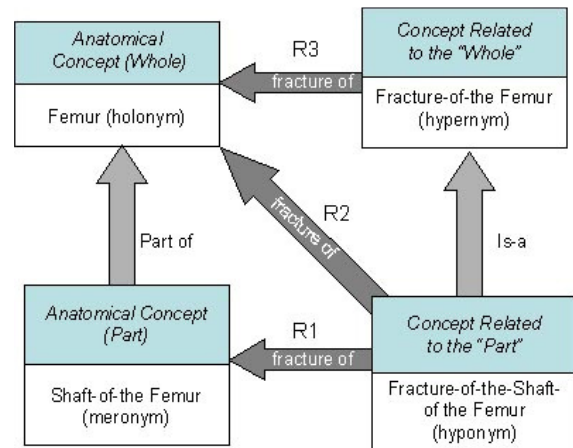 Anatomical
Concept (Whole)
Femur (holonym)
R3
fracture of
Concept Related
to the "Whole"
Fracture-of-the Femur
(hypernym)
Part of
R2
fracture of
Is-a
Anatomical Concept
(Part)
Shaft-of-the Femur
(meronym)
R1
fracture of
Concept Related
to the "Part"
Fracture-of-the-Shaft-
of the Femur
(hyponym)